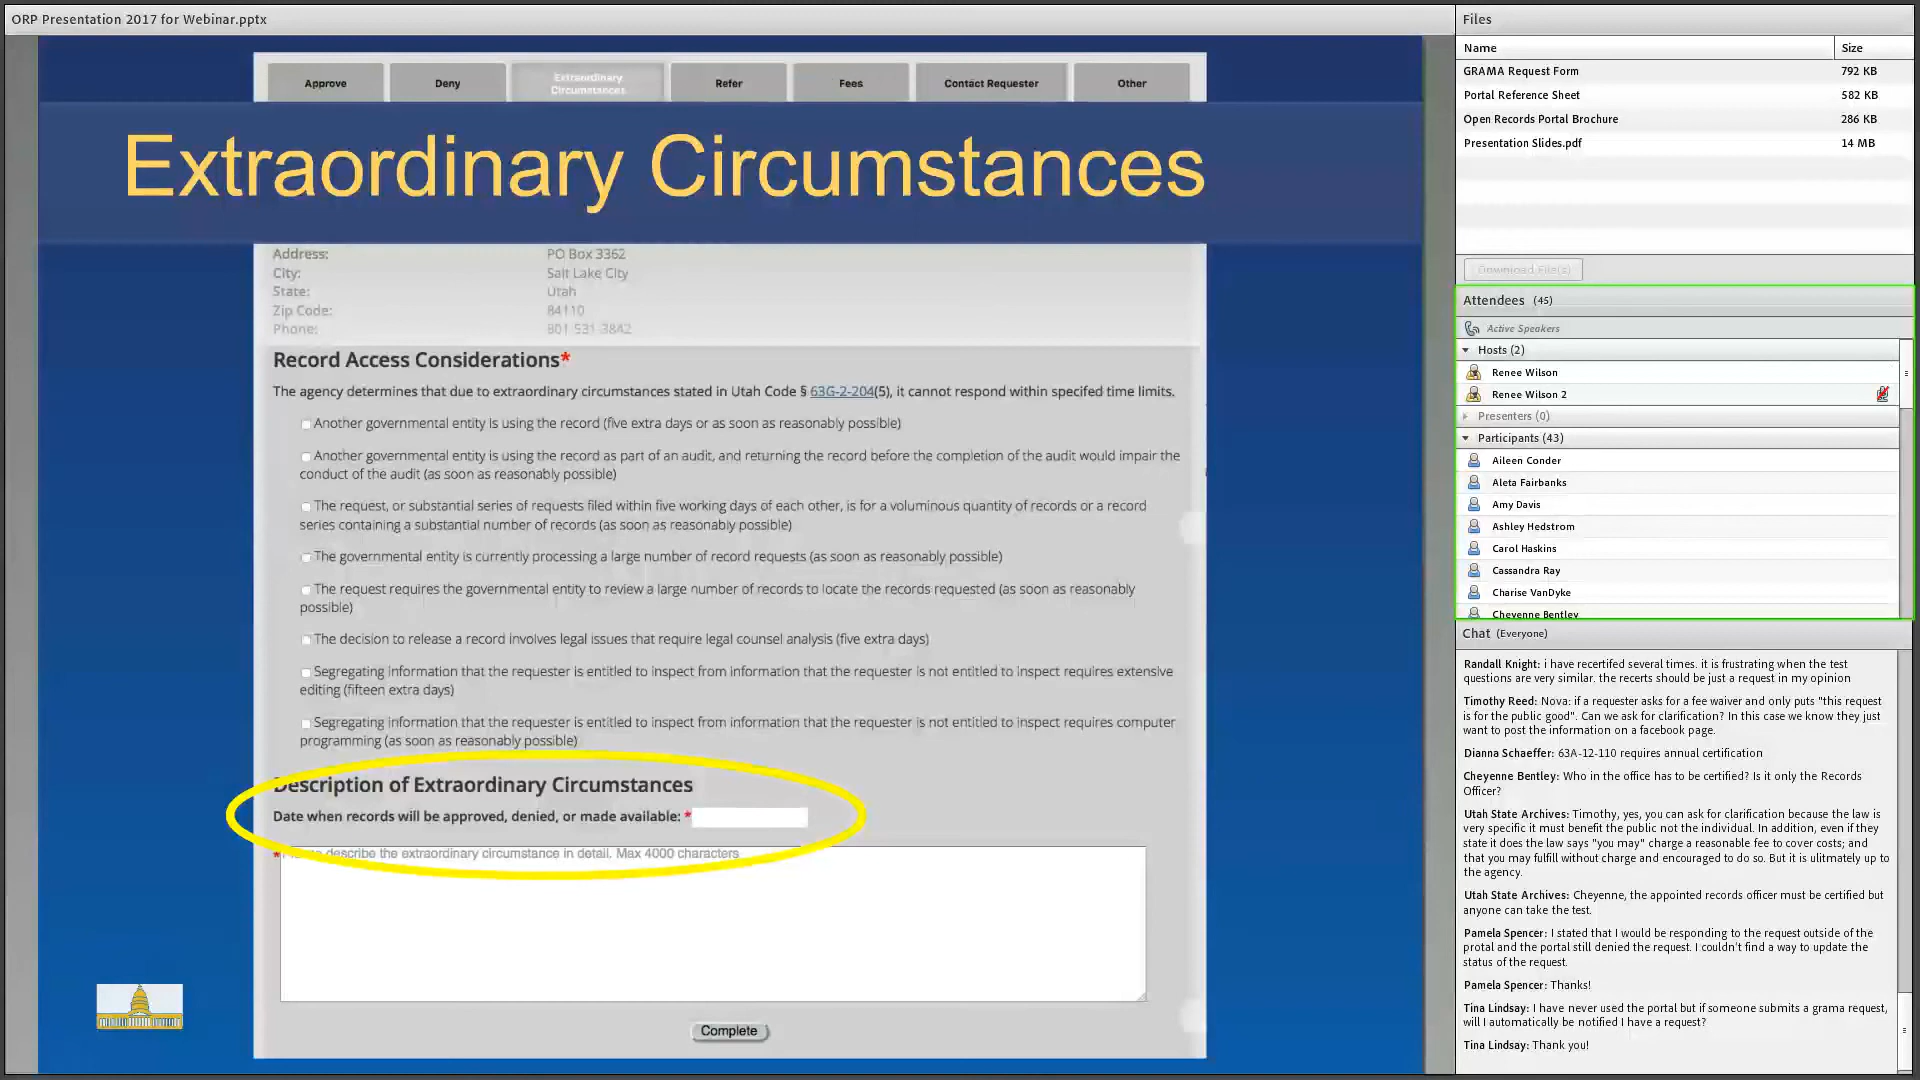 ORP Presentation 2017 for Webinar.pptx
Approve
Deny
Extraordinary
Circumstances
Refer
Fees
Contact Requester
Other
Extraordinary Circumstances
Address: PO Box 3362
City: Salt Lake City
State: Utah
Zip Code: 84110
Phone: 801 531 3842
Record Access Considerations*
The agency determines that due to extraordinary circumstances stated in Utah Code § 63G-2-204(5), it cannot respond within specifed time limits.
Another governmental entity is using the record (five extra days or as soon as reasonably possible)
Another governmental entity is using the record as part of an audit, and returning the record before the completion of the audit would impair the
conduct of the audit (as soon as reasonably possible)
The request, or substantial series of requests filed within five working days of each other, is for a voluminous quantity of records or a record
series containing a substantial number of records (as soon as reasonably possible)
The governmental entity is currently processing a large number of record requests (as soon as reasonably possible)
The request requires the governmental entity to review a large number of records to locate the records requested (as soon as reasonably
possible)
The decision to release a record involves legal issues that require legal counsel analysis (five extra days)
Segregating information that the requester is entitled to inspect from information that the requester is not entitled to inspect requires extensive
editing (fifteen extra days)
Segregating information that the requester is entitled to inspect from information that the requester is not entitled to inspect requires computer
programming (as soon as reasonably possible)
Description of Extraordinary Circumstances
Date when records will be approved, denied, or made available: *
* describe the extraordinary circumstance in detail. Max 4000 characters
Complete
Files
Name Size
GRAMA Request Form 792 KB
Portal Reference Sheet 582 KB
Open Records Portal Brochure 286 KB
Presentation Slides.pdf 14 MB
Download File(s)
Attendees (45)
Active Speakers
Hosts (2)
Renee Wilson
Renee Wilson 2
Presenters (0)
Participants (43)
Aileen Conder
Aleta Fairbanks
Amy Davis
Ashley Hedstrom
Carol Haskins
Cassandra Ray
Charise VanDyke
Cheyenne Bentley
Chat (Everyone)
Randall Knight: i have recertifed several times. it is frustrating when the test
questions are very similar. the recerts should be just a request in my opinion
Timothy Reed: Nova: if a requester asks for a fee waiver and only puts "this request
is for the public good". Can we ask for clarification? In this case we know they just
want to post the information on a facebook page.
Dianna Schaeffer: 63A-12-110 requires annual certification
Cheyenne Bentley: Who in the office has to be certified? Is it only the Records
Officer?
Utah State Archives: Timothy, yes, you can ask for clarification because the law is
very specific it must benefit the public not the individual. In addition, even if they
state it does the law says "you may" charge a reasonable fee to cover costs; and
that you may fulfill without charge and encouraged to do so. But it is ulitmately up to
the agency.
Utah State Archives: Cheyenne, the appointed records officer must be certified but
anyone can take the test.
Pamela Spencer: I stated that I would be responding to the request outside of the
protal and the portal still denied the request. I couldn't find a way to update the
status of the request.
Pamela Spencer: Thanks!
Tina Lindsay: I have never used the portal but if someone submits a grama request,
will I automatically be notified I have a request?
Tina Lindsay: Thank you!